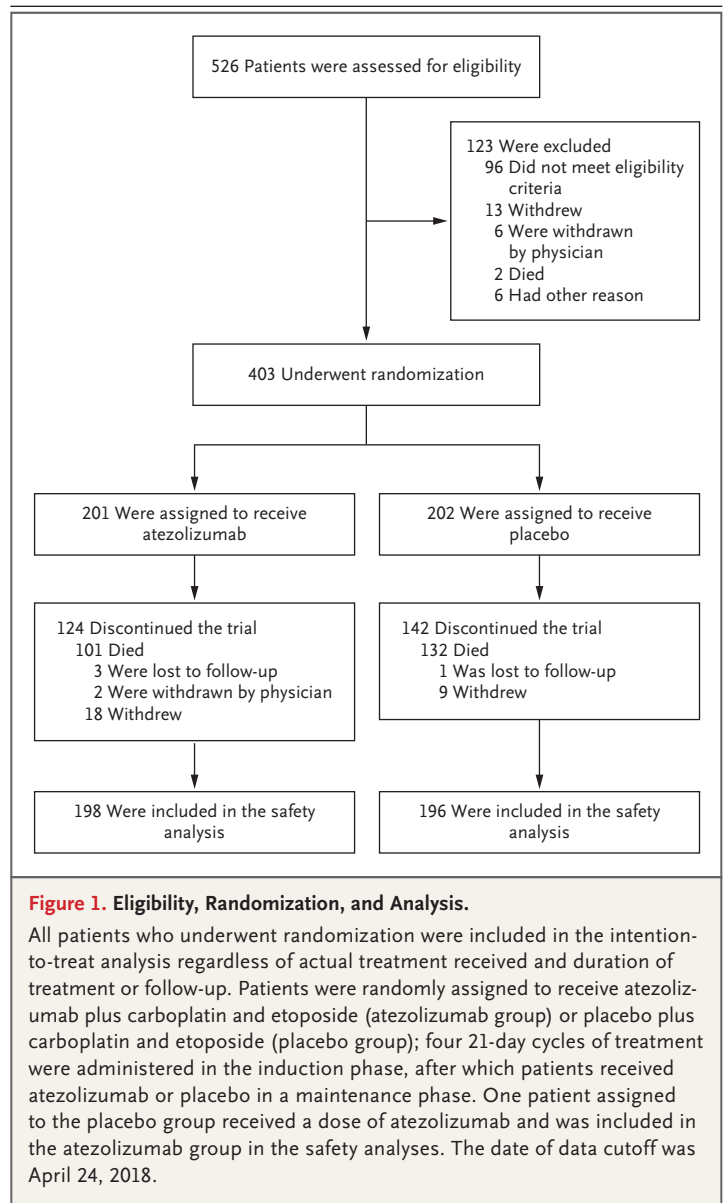 526 Patients were assessed for eligibility
123 Were excluded
96 Did not meet eligibility
criteria
13 Withdrew
6 Were withdrawn
by physician
2 Died
6 Had other reason
403 Underwent randomization
201 Were assigned to receive
atezolizumab
202 Were assigned to receive
placebo
124 Discontinued the trial
101 Died
3 Were lost to follow-up
2 Were withdrawn by physician
18 Withdrew
142 Discontinued the trial
132 Died
1 Was lost to follow-up
9 Withdrew
198 Were included in the safety
analysis
196 Were included in the safety
analysis
Figure 1. Eligibility, Randomization, and Analysis.
All patients who underwent randomization were included in the intention-
to-treat analysis regardless of actual treatment received and duration of
treatment or follow-up. Patients were randomly assigned to receive atezoliz-
umab plus carboplatin and etoposide (atezolizumab group) or placebo plus
carboplatin and etoposide (placebo group); four 21-day cycles of treatment
were administered in the induction phase, after which patients received
atezolizumab or placebo in a maintenance phase. One patient assigned
to the placebo group received a dose of atezolizumab and was included in
the atezolizumab group in the safety analyses. The date of data cutoff was
April 24, 2018.